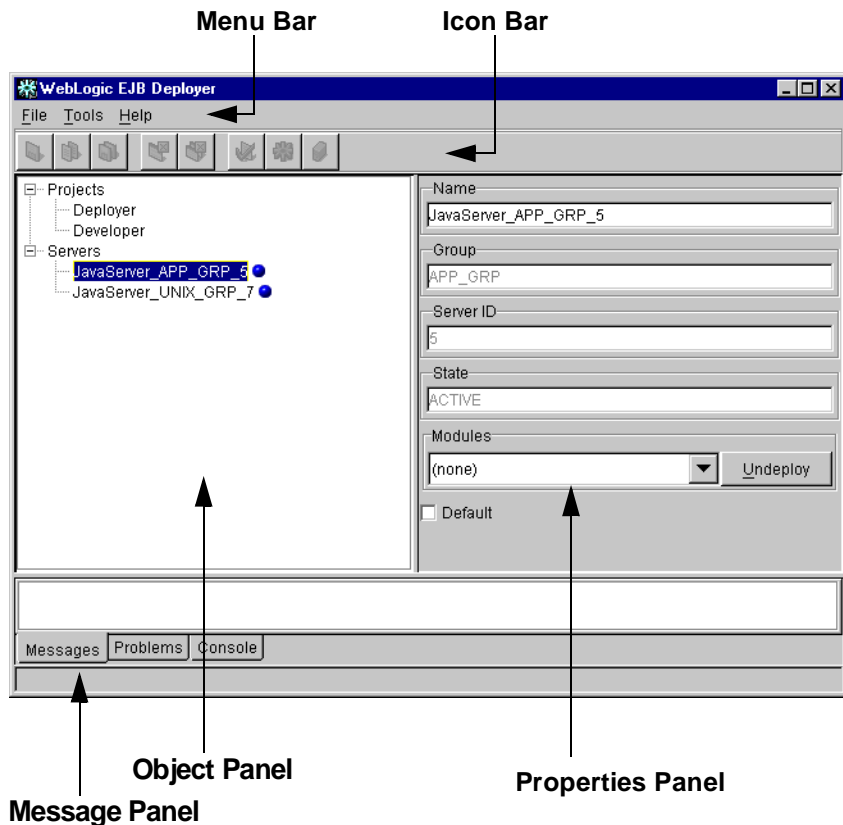 Menu Bar
Icon Bar
WebLogic EJB Deployer
File Tools Help
Projects
Deployer
Developer
Servers
JavaServer_APP_GRP_5
JavaServer_UNIX_GRP_7
Name
JavaServer_APP_GRP_5
Group
APP_GRP
Server ID
5
State
ACTIVE
Modules
(none)
Undeploy
Default
Messages Problems Console
Object Panel
Properties Panel
Message Panel